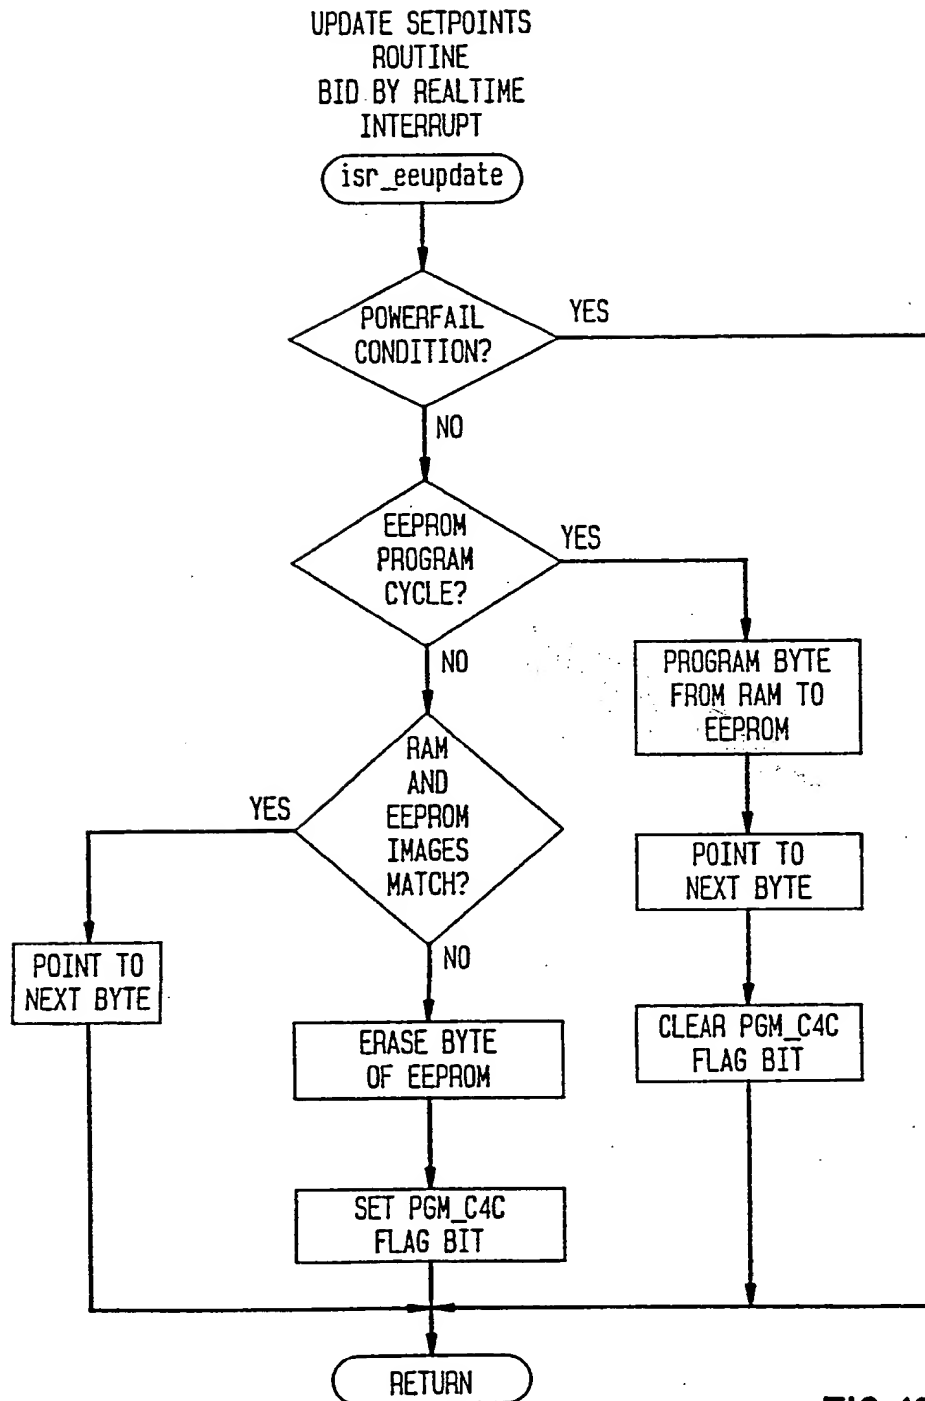 UPDATE SETPOINTS
ROUTINE
BID BY REALTIME
INTERRUPT
isr_eeupdate
POWERFAIL
CONDITION?
YES
NO
EEPROM
PROGRAM
CYCLE?
YES
NO
PROGRAM BYTE
FROM RAM TO
EEPROM
RAM
AND
EEPROM
IMAGES
MATCH?
YES
NO
POINT TO
NEXT BYTE
POINT TO
NEXT BYTE
ERASE BYTE
OF EEPROM
CLEAR PGM_C4C
FLAG BIT
SET PGM_C4C
FLAG BIT
RETURN